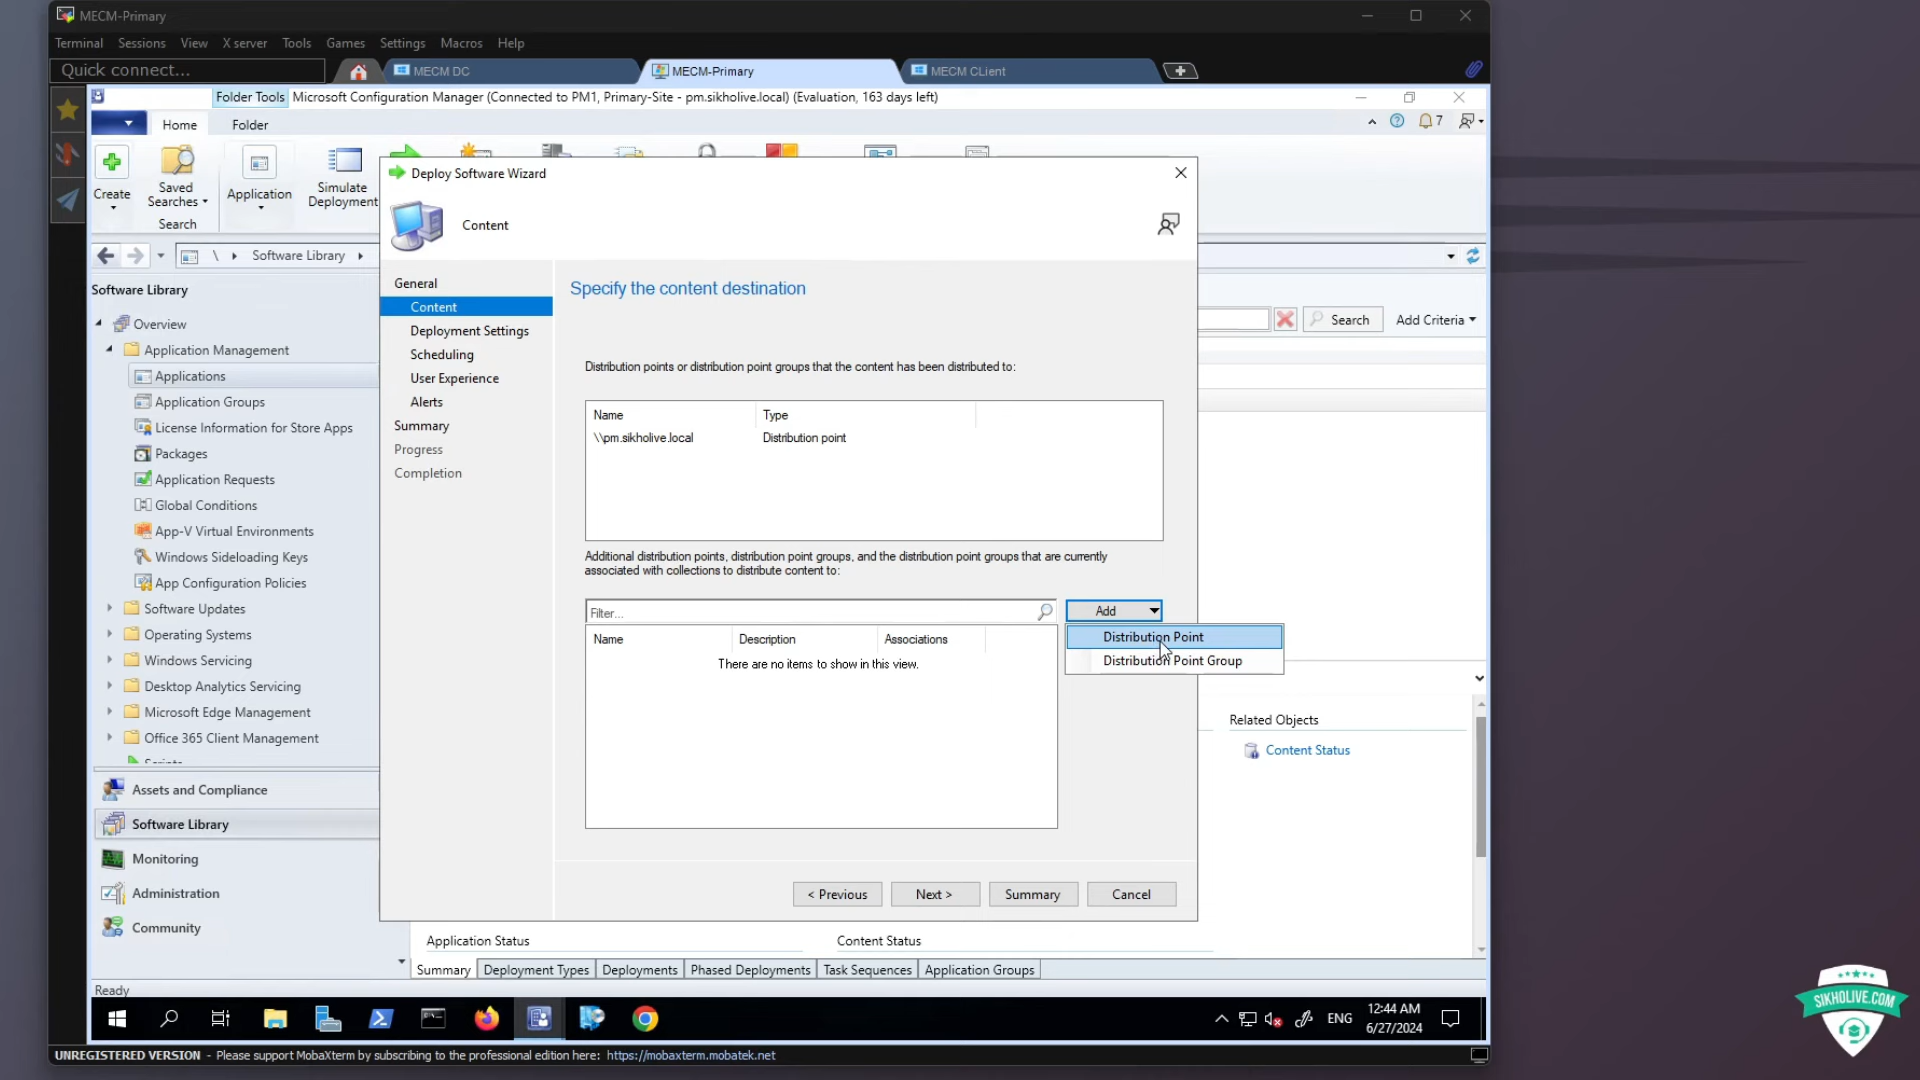 MECM-Primary
Terminal Sessions View X server Tools Games Settings Macros Help
Quick connect... MECM DC MECM-Primary MECM CLient
Folder Tools Microsoft Configuration Manager (Connected to PM1, Primary-Site - pm.sikholive.local) (Evaluation, 163 days left)
Home Folder 7
Create
Saved Searches
Search
Application
Simulate Deployment
\ Software Library
Software Library
Overview
Application Management
Applications
Application Groups
License Information for Store Apps
Packages
Application Requests
Global Conditions
App-V Virtual Environments
Windows Sideloading Keys
App Configuration Policies
Software Updates
Operating Systems
Windows Servicing
Desktop Analytics Servicing
Microsoft Edge Management
Office 365 Client Management
Assets and Compliance
Software Library
Monitoring
Administration
Community
Ready
Deploy Software Wizard
Content
General
Content
Deployment Settings
Scheduling
User Experience
Alerts
Summary
Progress
Completion
Specify the content destination
Distribution points or distribution point groups that the content has been distributed to:
Name Type
\\pm.sikholive.local Distribution point
Additional distribution points, distribution point groups, and the distribution point groups that are currently
associated with collections to distribute content to:
Filter... Add
Distribution Point
Distribution Point Group
Name Description Associations
There are no items to show in this view.
< Previous Next > Summary Cancel
Search Add Criteria
Related Objects
Content Status
Application Status Content Status
Summary Deployment Types Deployments Phased Deployments Task Sequences Application Groups
ENG 12:44 AM
6/27/2024
UNREGISTERED VERSION - Please support MobaXterm by subscribing to the professional edition here: https://mobaxterm.mobatek.net
SIKHOLIVE.COM